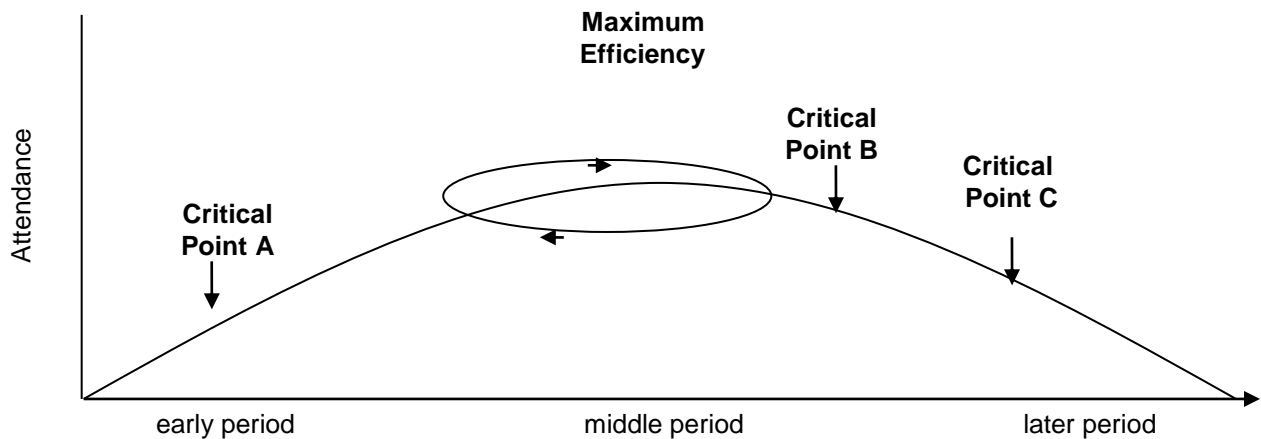 Maximum
Efficiency
Critical
Point B
Critical
Point C
Critical
Point A
Attendance
early period
middle period
later period